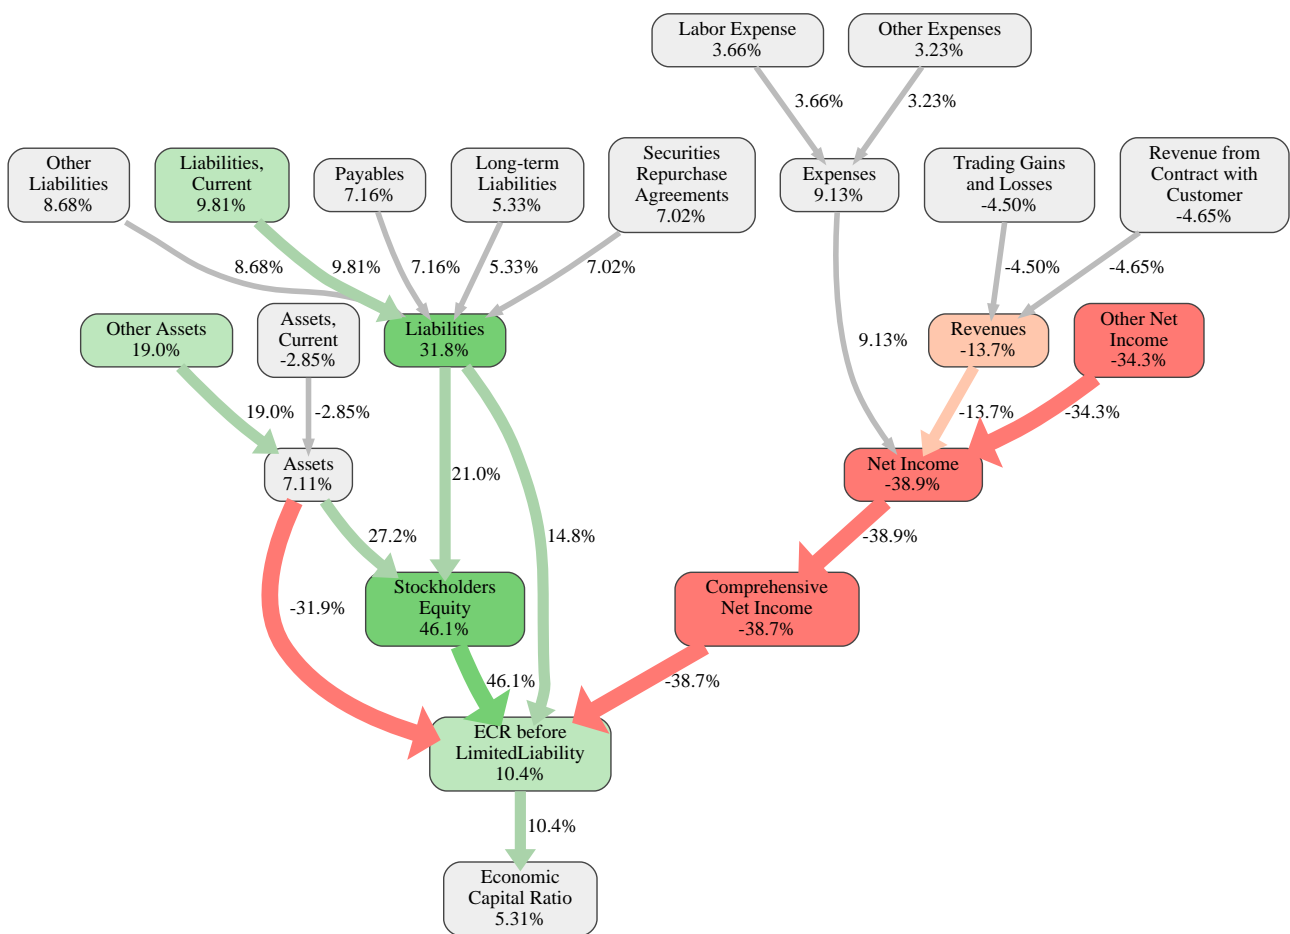 Labor Expense
3.66%
Other Expenses
3.23%
3.66%
3.23%
Other
Liabilities
8.68%
Liabilities,
Current
9.81%
Payables
7.16%
Long-term
Liabilities
5.33%
Securities
Repurchase
Agreements
7.02%
Expenses
9.13%
Trading Gains
and Losses
-4.50%
Revenue from
Contract with
Customer
-4.65%
8.68%
9.81%
7.16%
5.33%
7.02%
-4.50%
-4.65%
Other Assets
19.0%
Assets,
Current
-2.85%
Liabilities
31.8%
9.13%
Revenues
-13.7%
Other Net
Income
-34.3%
19.0%
-2.85%
-13.7%
-34.3%
Assets
7.11%
21.0%
Net Income
-38.9%
27.2%
14.8%
-38.9%
-31.9%
Stockholders
Equity
46.1%
Comprehensive
Net Income
-38.7%
46.1%
-38.7%
ECR before
LimitedLiability
10.4%
10.4%
Economic
Capital Ratio
5.31%